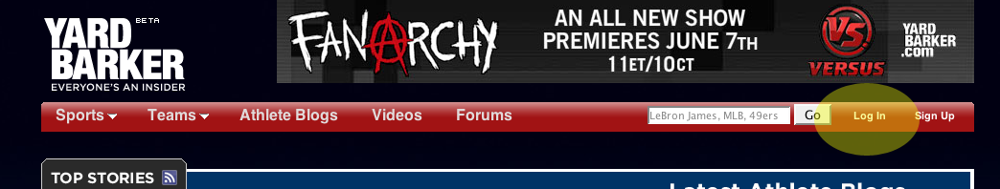 YARD BETA
BARKER
EVERYONE'S AN INSIDER
FANARCHY
AN ALL NEW SHOW
PREMIERES JUNE 7TH
11ET/10CT
VS.
VERSUS
YARD
BARKER
.com
Sports Teams Athlete Blogs Videos Forums LeBron James, MLB, 49ers Go Log In Sign Up
TOP STORIES
Latest Athlete Blogs